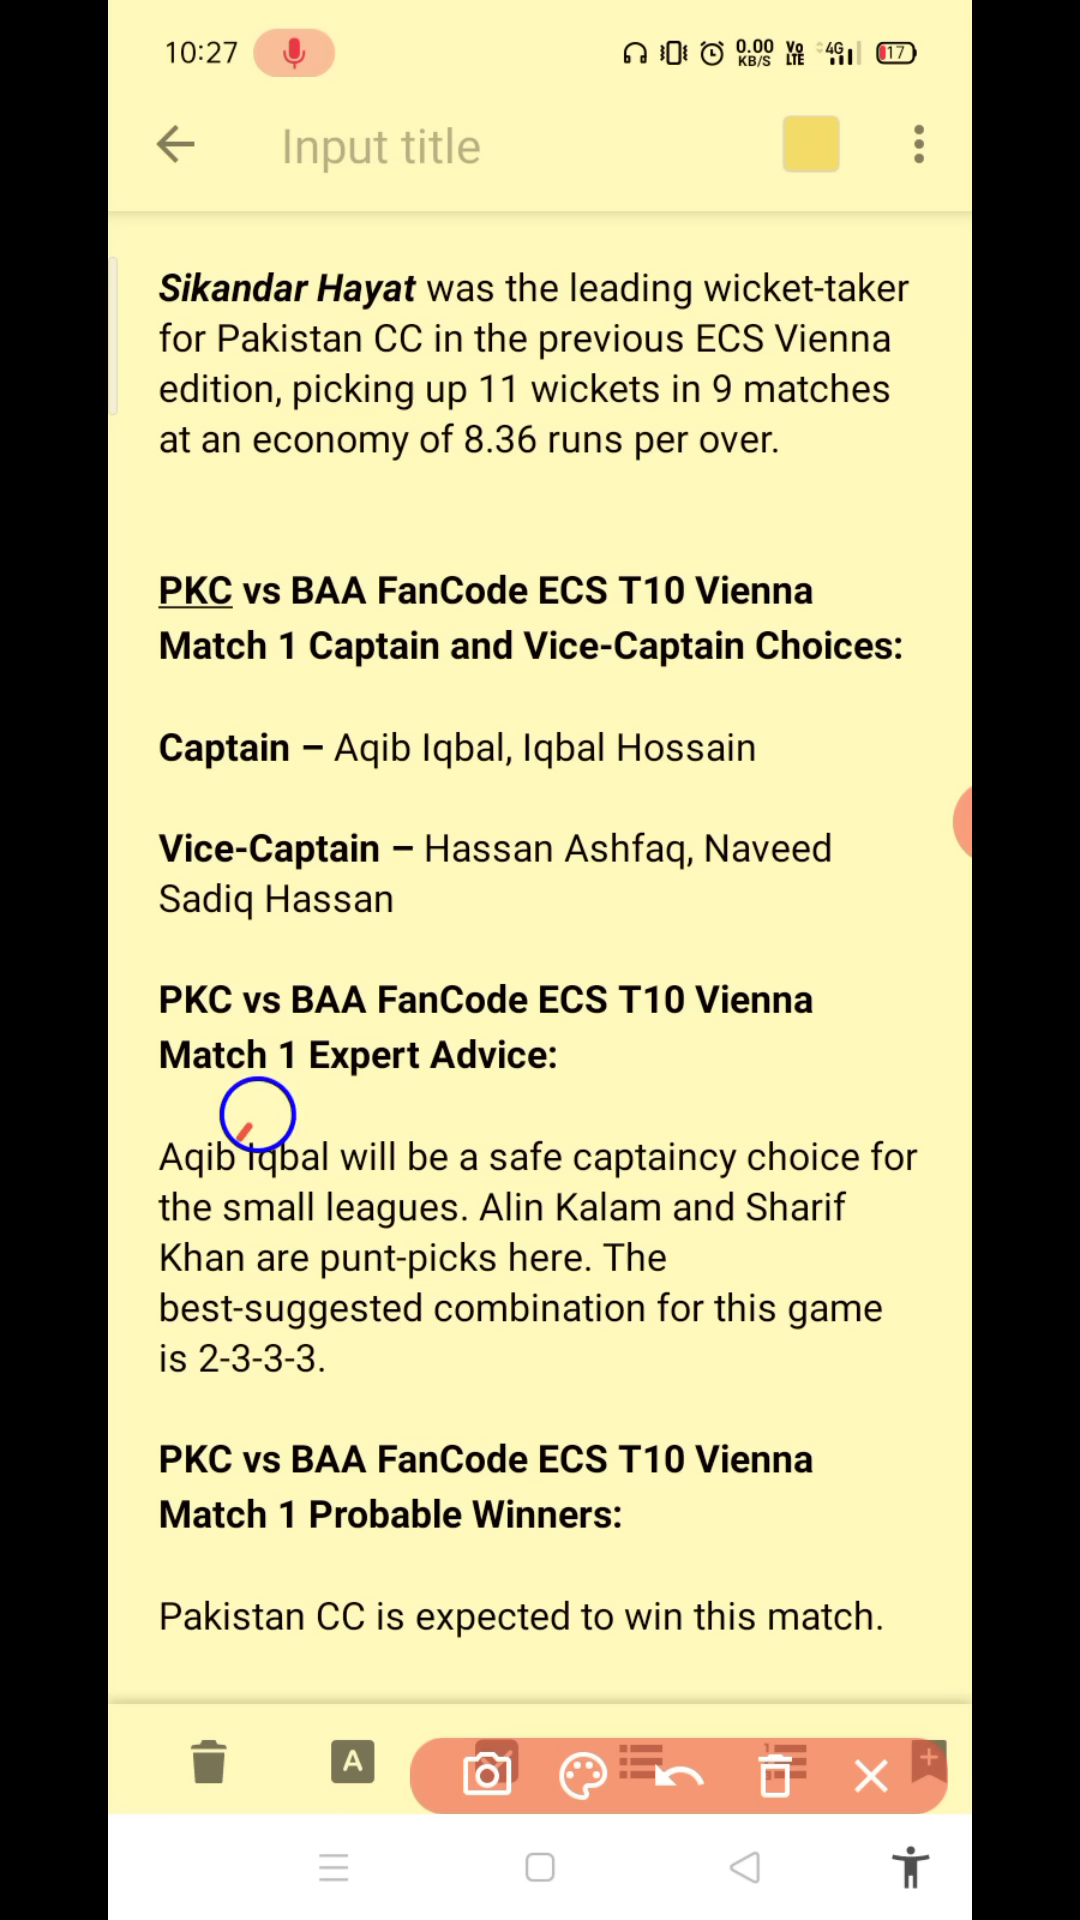 10:27
0.00 KB/S Vo LTE 4G 17
Input title
Sikandar Hayat was the leading wicket-taker
for Pakistan CC in the previous ECS Vienna
edition, picking up 11 wickets in 9 matches
at an economy of 8.36 runs per over.
PKC vs BAA FanCode ECS T10 Vienna
Match 1 Captain and Vice-Captain Choices:
Captain – Aqib Iqbal, Iqbal Hossain
Vice-Captain – Hassan Ashfaq, Naveed
Sadiq Hassan
PKC vs BAA FanCode ECS T10 Vienna
Match 1 Expert Advice:
Aqib Iqbal will be a safe captaincy choice for
the small leagues. Alin Kalam and Sharif
Khan are punt-picks here. The
best-suggested combination for this game
is 2-3-3-3.
PKC vs BAA FanCode ECS T10 Vienna
Match 1 Probable Winners:
Pakistan CC is expected to win this match.
A